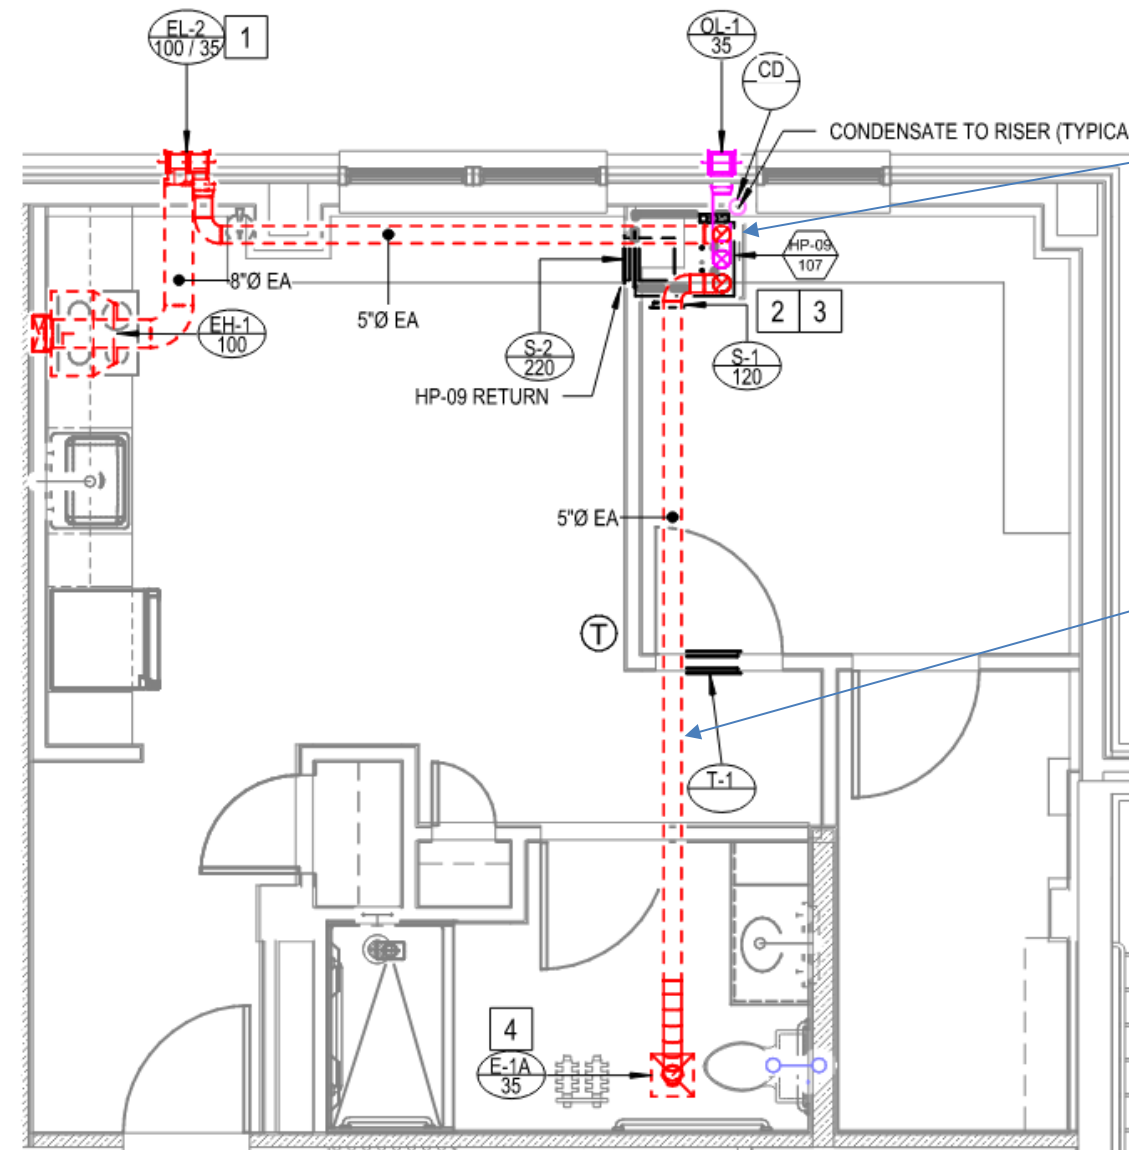 EL-2
100 / 35
1
OL-1
35
CD
CONDENSATE TO RISER (TYPICA
HP-09
107
8"Ø EA
5"Ø EA
EH-1
100
S-2
220
2 3
S-1
120
HP-09 RETURN
5"Ø EA
T
T-1
4
E-1A
35